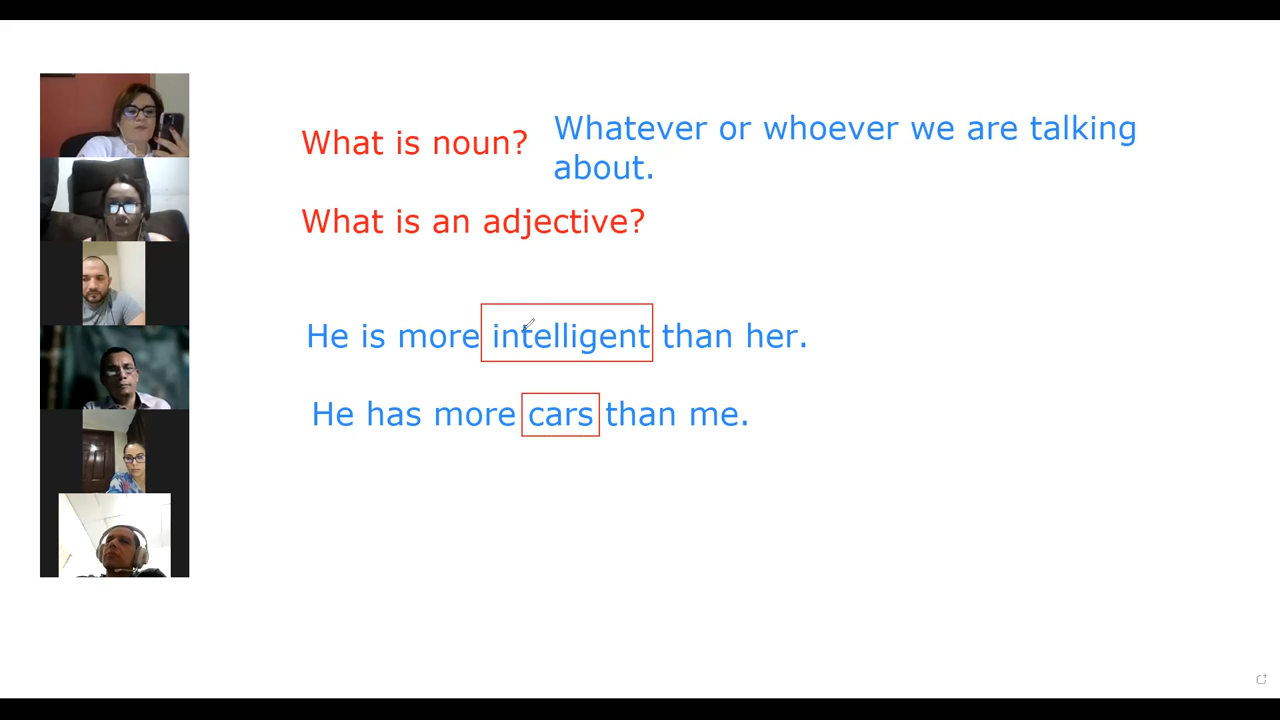 What is noun?
Whatever or whoever we are talking
about.
What is an adjective?
He is more intelligent than her.
He has more cars than me.